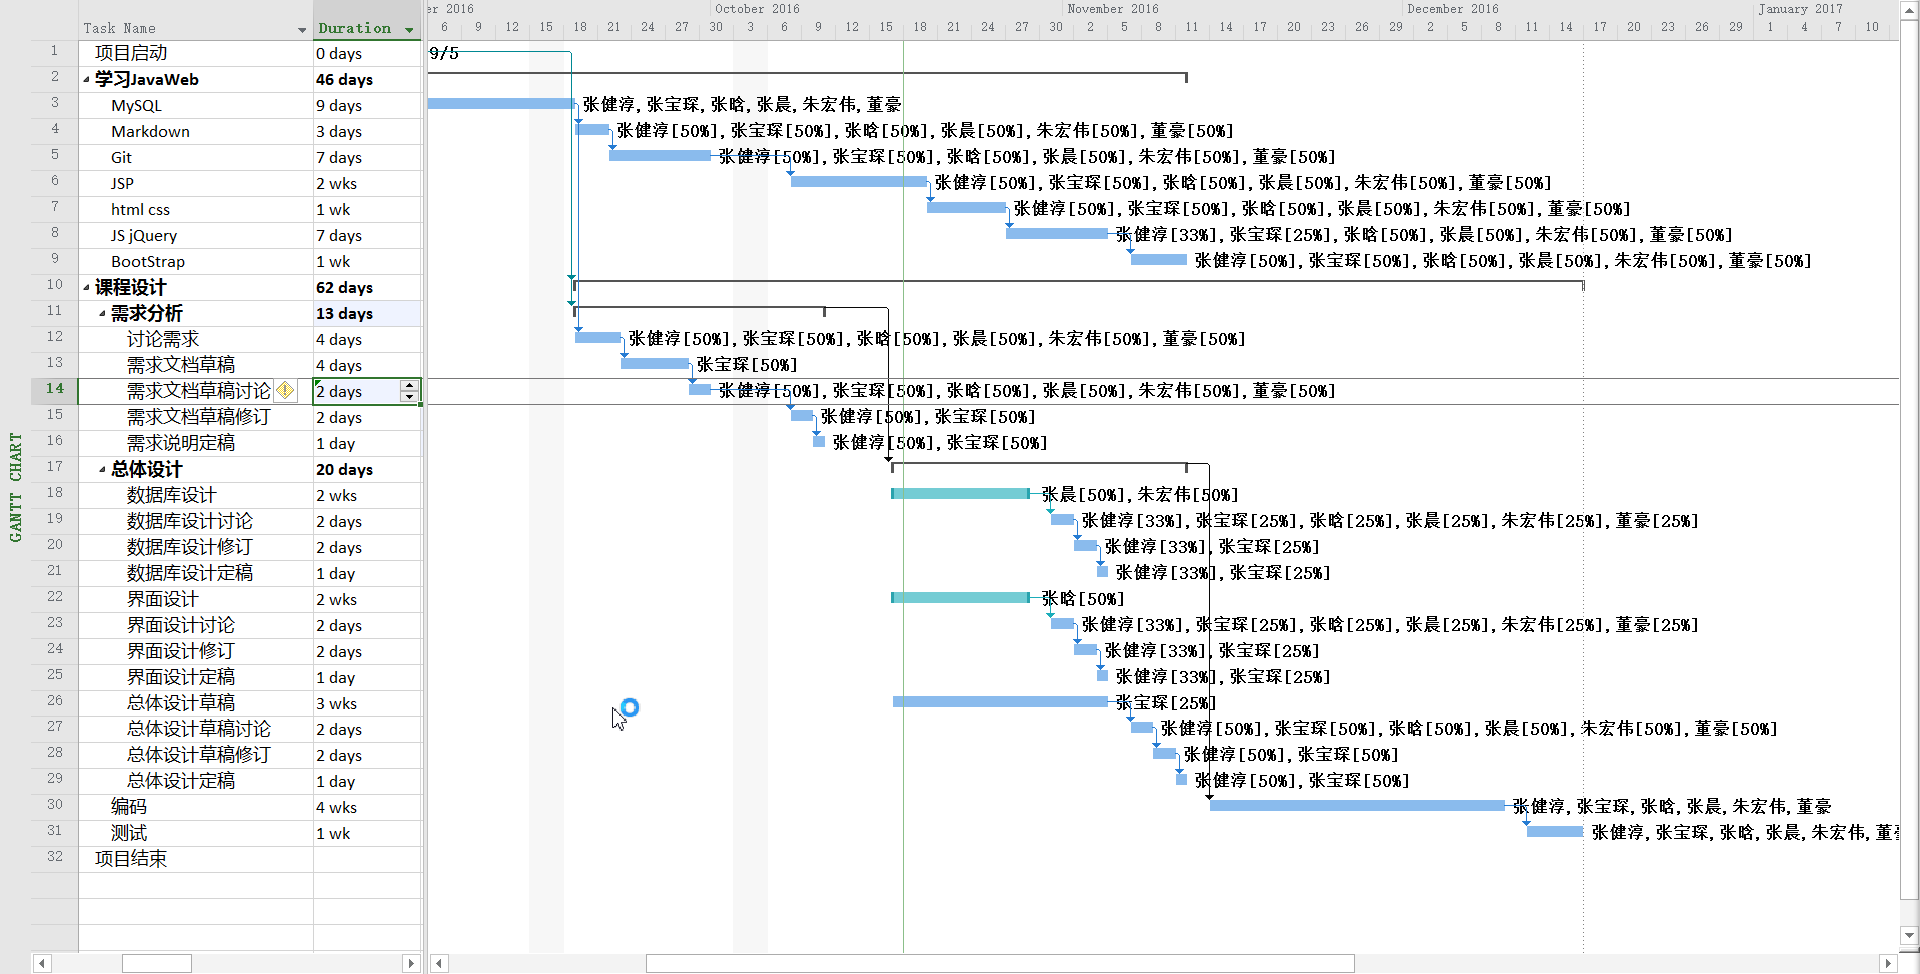 er 2016 October 2016 November 2016 December 2016 January 2017
Task Name Duration 6 9 12 15 18 21 24 27 30 3 6 9 12 15 18 21 24 27 30 2 5 8 11 14 17 20 23 26 29 2 5 8 11 14 17 20 23 26 29 1 4 7 10
1 项目启动 0 days 9/5
2 学习JavaWeb 46 days
3 MySQL 9 days 张健淳,张宝琛,张晗,张晨,朱宏伟,董豪
4 Markdown 3 days 张健淳[50%],张宝琛[50%],张晗[50%],张晨[50%],朱宏伟[50%],董豪[50%]
5 Git 7 days 张健淳[50%],张宝琛[50%],张晗[50%],张晨[50%],朱宏伟[50%],董豪[50%]
6 JSP 2 wks 张健淳[50%],张宝琛[50%],张晗[50%],张晨[50%],朱宏伟[50%],董豪[50%]
7 html css 1 wk 张健淳[50%],张宝琛[50%],张晗[50%],张晨[50%],朱宏伟[50%],董豪[50%]
8 JS jQuery 7 days 张健淳[33%],张宝琛[25%],张晗[50%],张晨[50%],朱宏伟[50%],董豪[50%]
9 BootStrap 1 wk 张健淳[50%],张宝琛[50%],张晗[50%],张晨[50%],朱宏伟[50%],董豪[50%]
10 课程设计 62 days
11 需求分析 13 days
12 讨论需求 4 days 张健淳[50%],张宝琛[50%],张晗[50%],张晨[50%],朱宏伟[50%],董豪[50%]
13 需求文档草稿 4 days 张宝琛[50%]
14 需求文档草稿讨论 2 days 张健淳[50%],张宝琛[50%],张晗[50%],张晨[50%],朱宏伟[50%],董豪[50%]
15 需求文档草稿修订 2 days 张健淳[50%],张宝琛[50%]
16 需求说明定稿 1 day 张健淳[50%],张宝琛[50%]
17 总体设计 20 days
18 数据库设计 2 wks 张晨[50%],朱宏伟[50%]
19 数据库设计讨论 2 days 张健淳[33%],张宝琛[25%],张晗[25%],张晨[25%],朱宏伟[25%],董豪[25%]
20 数据库设计修订 2 days 张健淳[33%],张宝琛[25%]
21 数据库设计定稿 1 day 张健淳[33%],张宝琛[25%]
22 界面设计 2 wks 张晗[50%]
23 界面设计讨论 2 days 张健淳[33%],张宝琛[25%],张晗[25%],张晨[25%],朱宏伟[25%],董豪[25%]
24 界面设计修订 2 days 张健淳[33%],张宝琛[25%]
25 界面设计定稿 1 day 张健淳[33%],张宝琛[25%]
26 总体设计草稿 3 wks 张宝琛[25%]
27 总体设计草稿讨论 2 days 张健淳[50%],张宝琛[50%],张晗[50%],张晨[50%],朱宏伟[50%],董豪[50%]
28 总体设计草稿修订 2 days 张健淳[50%],张宝琛[50%]
29 总体设计定稿 1 day 张健淳[50%],张宝琛[50%]
30 编码 4 wks 张健淳,张宝琛,张晗,张晨,朱宏伟,董豪
31 测试 1 wk 张健淳,张宝琛,张晗,张晨,朱宏伟,董
32 项目结束
GANTT CHART